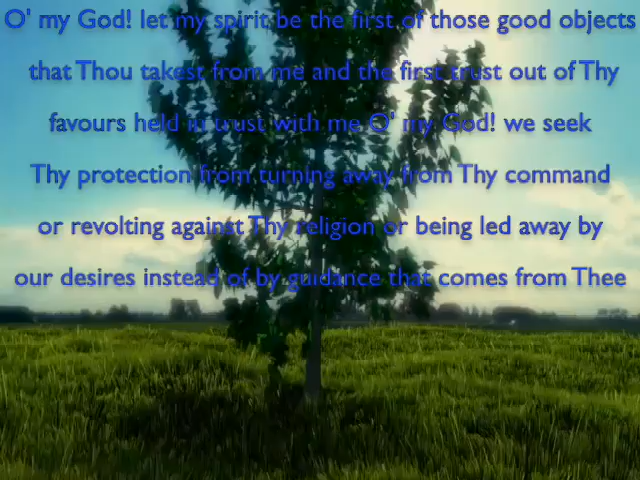 O' my God! let my spirit be the first of those good objects
that Thou takest from me and the first trust out of Thy
favours held in trust with me O' my God! we seek
Thy protection from turning away from Thy command
or revolting against Thy religion or being led away by
our desires instead of by guidance that comes from Thee